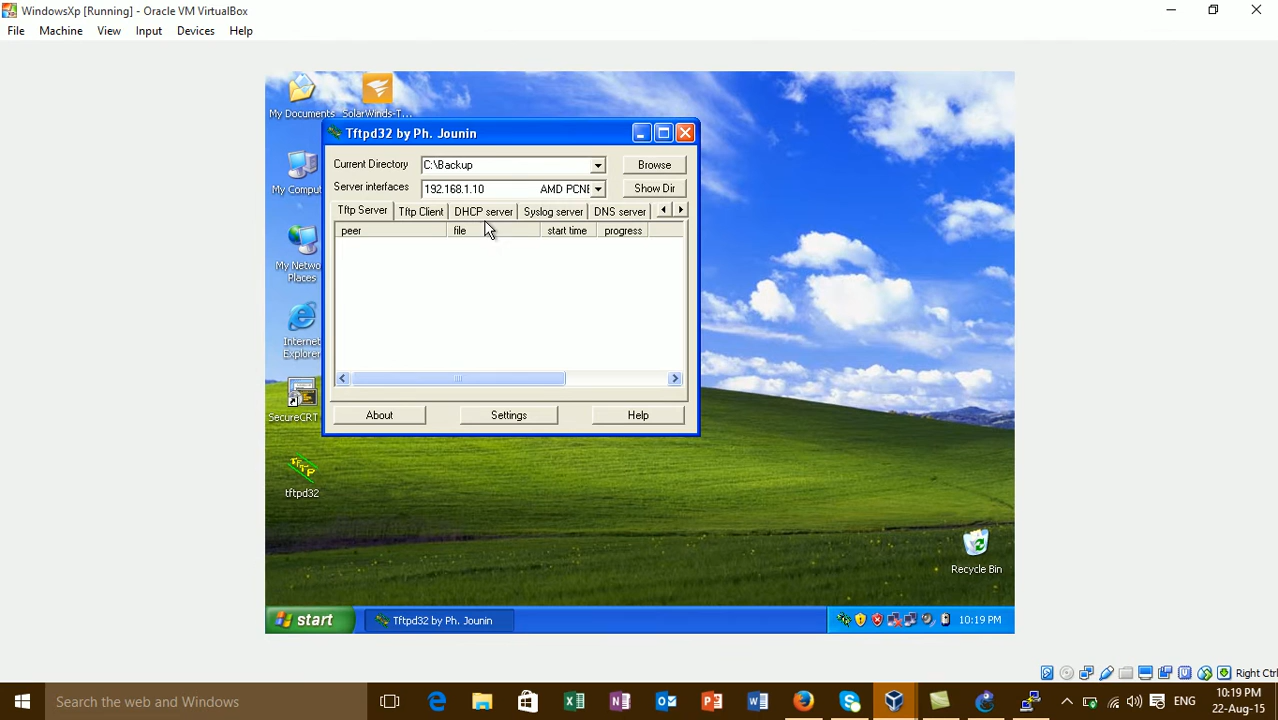 WindowsXp [Running] - Oracle VM VirtualBox
File Machine View Input Devices Help
My Documents
SolarWinds-T...
Tftpd32 by Ph. Jounin
Current Directory C:\Backup Browse
Server interfaces 192.168.1.10 AMD PCNE Show Dir
Tftp Server Tftp Client DHCP server Syslog server DNS server
peer file start time progress
About Settings Help
My Compu
My Netwo
Places
Internet
Explorer
SecureCRT
TFTP
tftpd32
Recycle Bin
start Tftpd32 by Ph. Jounin 10:19 PM
Right Ctrl
Search the web and Windows
ENG
10:19 PM
22-Aug-15